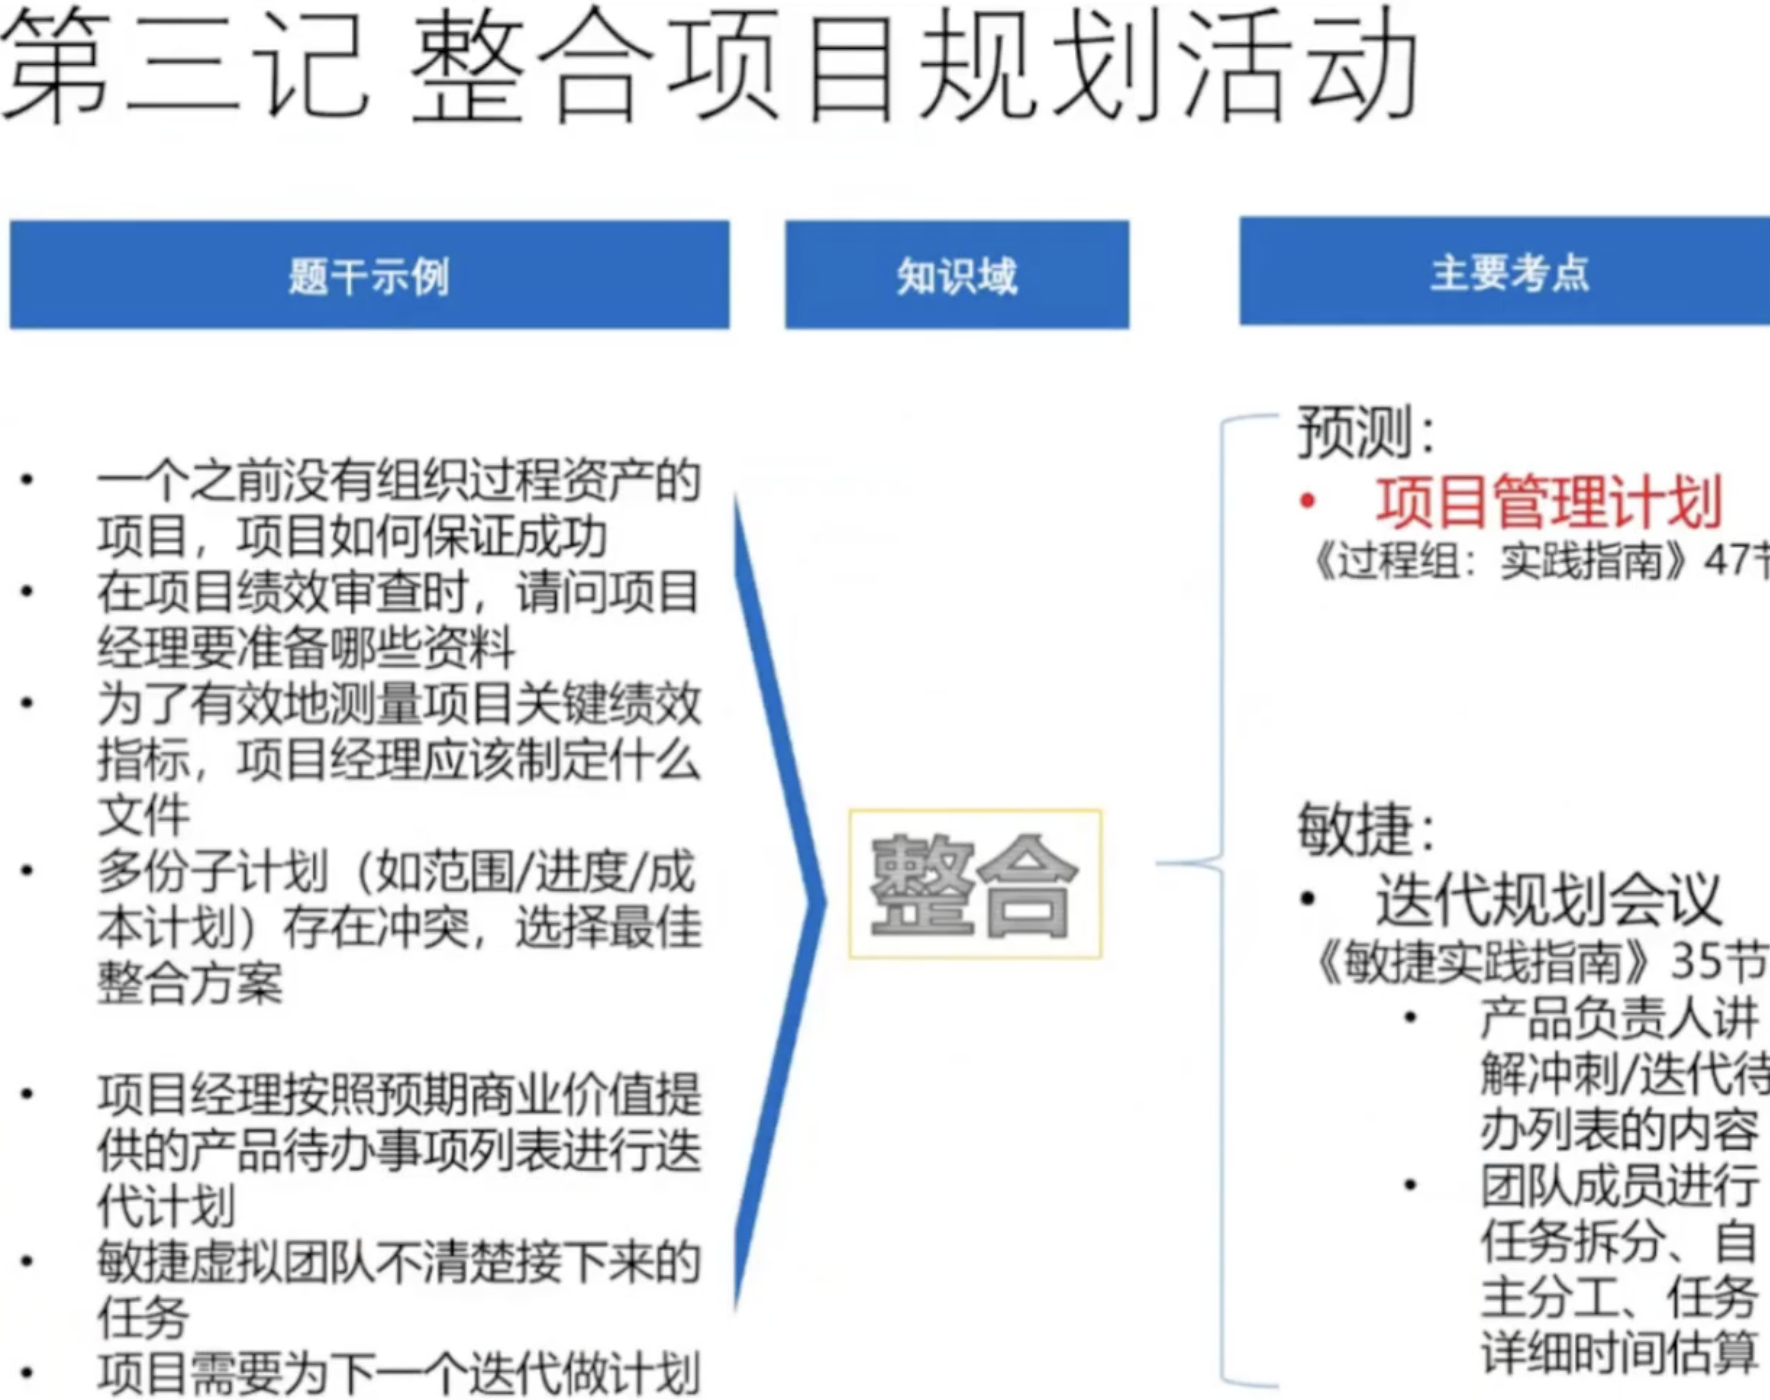 第三记 整合项目规划活动
题干示例
知识域
主要考点
• 一个之前没有组织过程资产的
项目，项目如何保证成功
• 在项目绩效审查时，请问项目
经理要准备哪些资料
• 为了有效地测量项目关键绩效
指标，项目经理应该制定什么
文件
• 多份子计划（如范围/进度/成
本计划）存在冲突，选择最佳
整合方案
• 项目经理按照预期商业价值提
供的产品待办事项列表进行迭
代计划
• 敏捷虚拟团队不清楚接下来的
任务
• 项目需要为下一个迭代做计划
整合
预测：
• 项目管理计划
《过程组：实践指南》47节
敏捷：
• 迭代规划会议
《敏捷实践指南》35节
• 产品负责人讲
解冲刺/迭代待
办列表的内容
• 团队成员进行
任务拆分、自
主分工、任务
详细时间估算